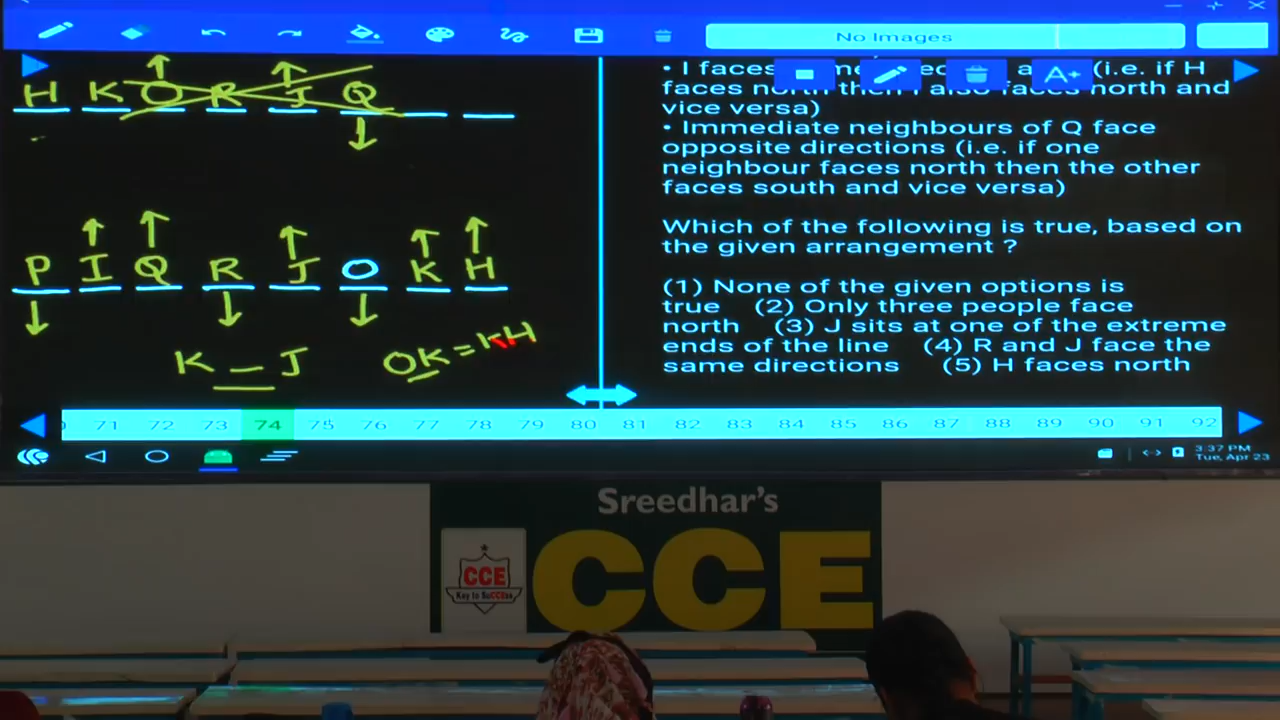 No Images
A+
H K O R J Q
P I Q R J O K H
K _ J OK = KH
• I faces (i.e. if H
faces north then I also faces north and
vice versa)
• Immediate neighbours of Q face
opposite directions (i.e. if one
neighbour faces north then the other
faces south and vice versa)
Which of the following is true, based on
the given arrangement ?
(1) None of the given options is
true (2) Only three people face
north (3) J sits at one of the extreme
ends of the line (4) R and J face the
same directions (5) H faces north
71 72 73 74 75 76 77 78 79 80 81 82 83 84 85 86 87 88 89 90 91 92
3:37 PM
Tue, Apr 23
Sreedhar's
CCE
CCE
Key to SuCCEss